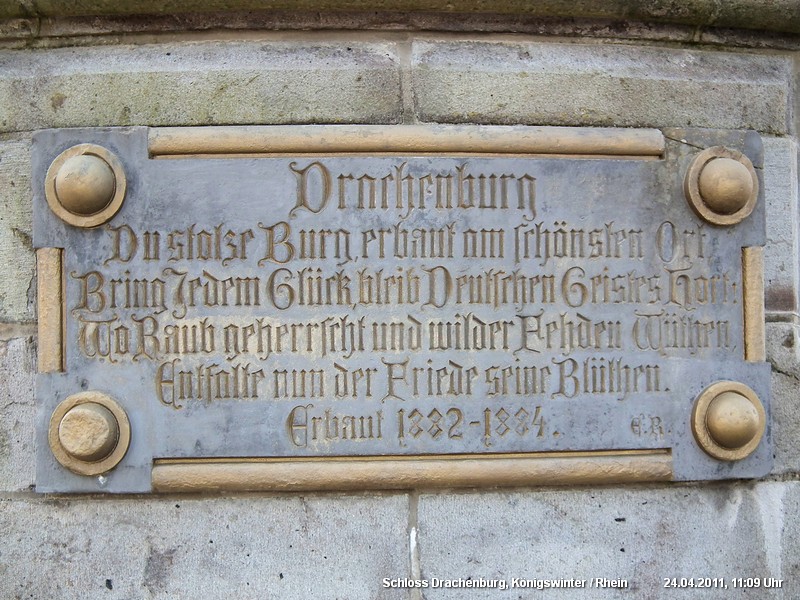 Drachenburg
Du stolze Burg, erbaut am schönsten Ort,
Bring Jedem Glück, bleib Deutschen Geistes Hort:
Wo Raub geherrscht und wilder Fehden Wüthen,
Entfalte nun der Friede seine Blüthen.
Erbaut 1882-1884. E.R.
Schloss Drachenburg, Königswinter / Rhein 24.04.2011, 11:09 Uhr